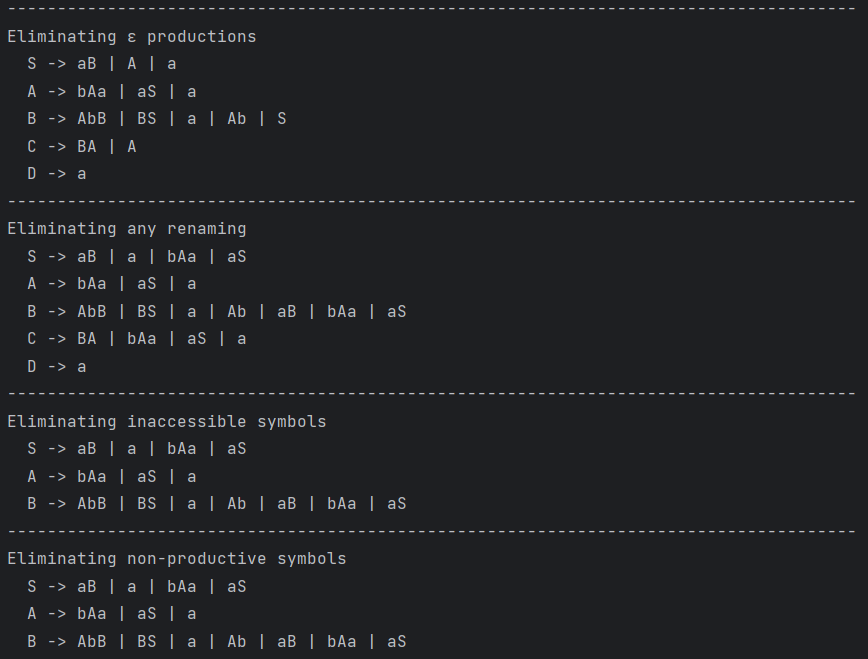 -------------------------------------------------------------------------------------
Eliminating ε productions
  S -> aB | A | a
  A -> bAa | aS | a
  B -> AbB | BS | a | Ab | S
  C -> BA | A
  D -> a
-------------------------------------------------------------------------------------
Eliminating any renaming
  S -> aB | a | bAa | aS
  A -> bAa | aS | a
  B -> AbB | BS | a | Ab | aB | bAa | aS
  C -> BA | bAa | aS | a
  D -> a
-------------------------------------------------------------------------------------
Eliminating inaccessible symbols
  S -> aB | a | bAa | aS
  A -> bAa | aS | a
  B -> AbB | BS | a | Ab | aB | bAa | aS
-------------------------------------------------------------------------------------
Eliminating non-productive symbols
  S -> aB | a | bAa | aS
  A -> bAa | aS | a
  B -> AbB | BS | a | Ab | aB | bAa | aS